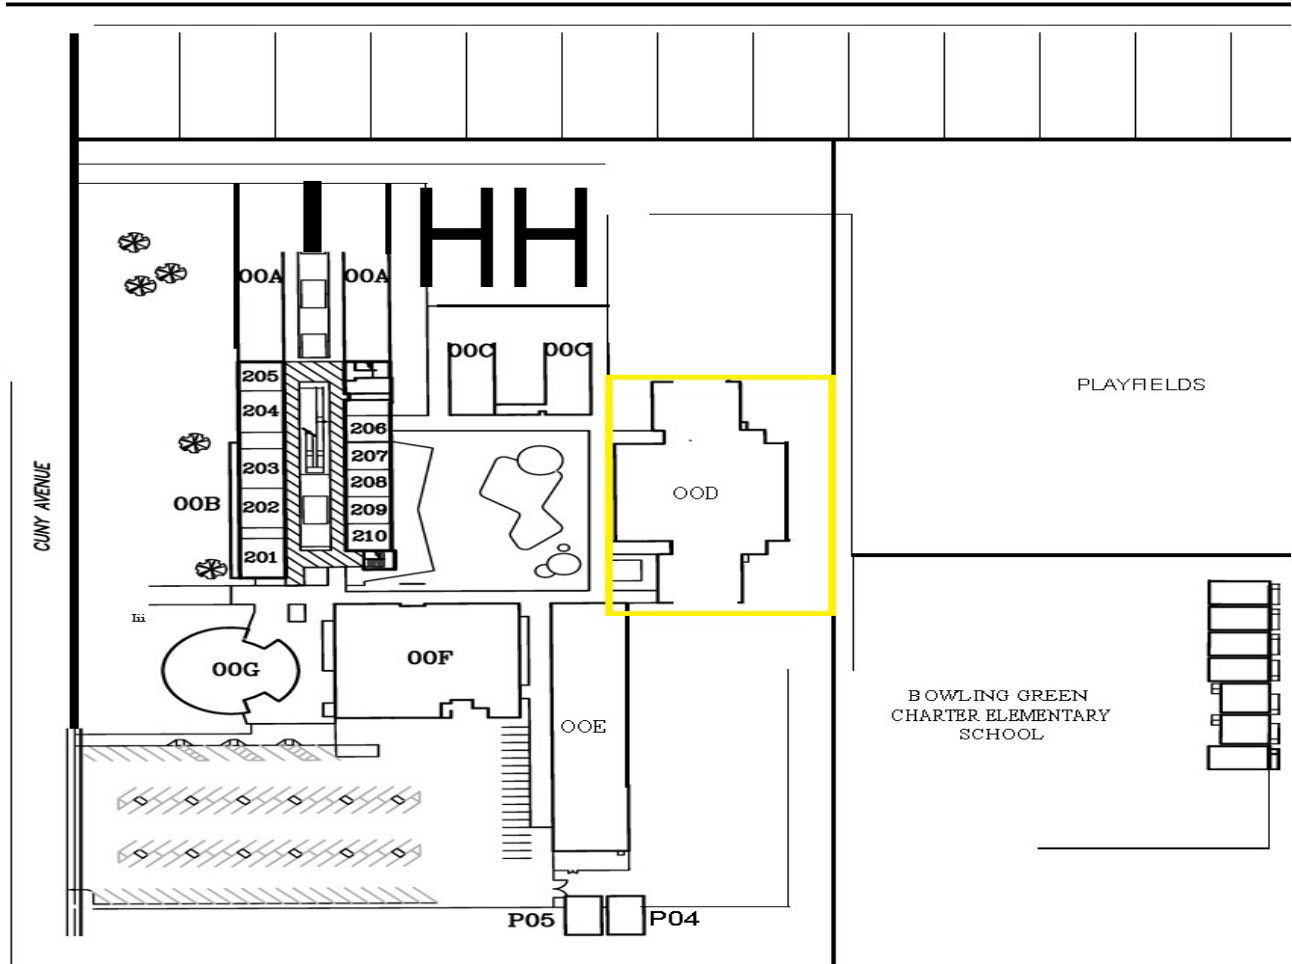 HH
00A
00A
00C
00C
205
204
203
202
201
206
207
208
209
210
00B
CUNY AVENUE
OOD
PLAYFIELDS
00G
00F
OOE
BOWLING GREEN
CHARTER ELEMENTARY
SCHOOL
P05
P04